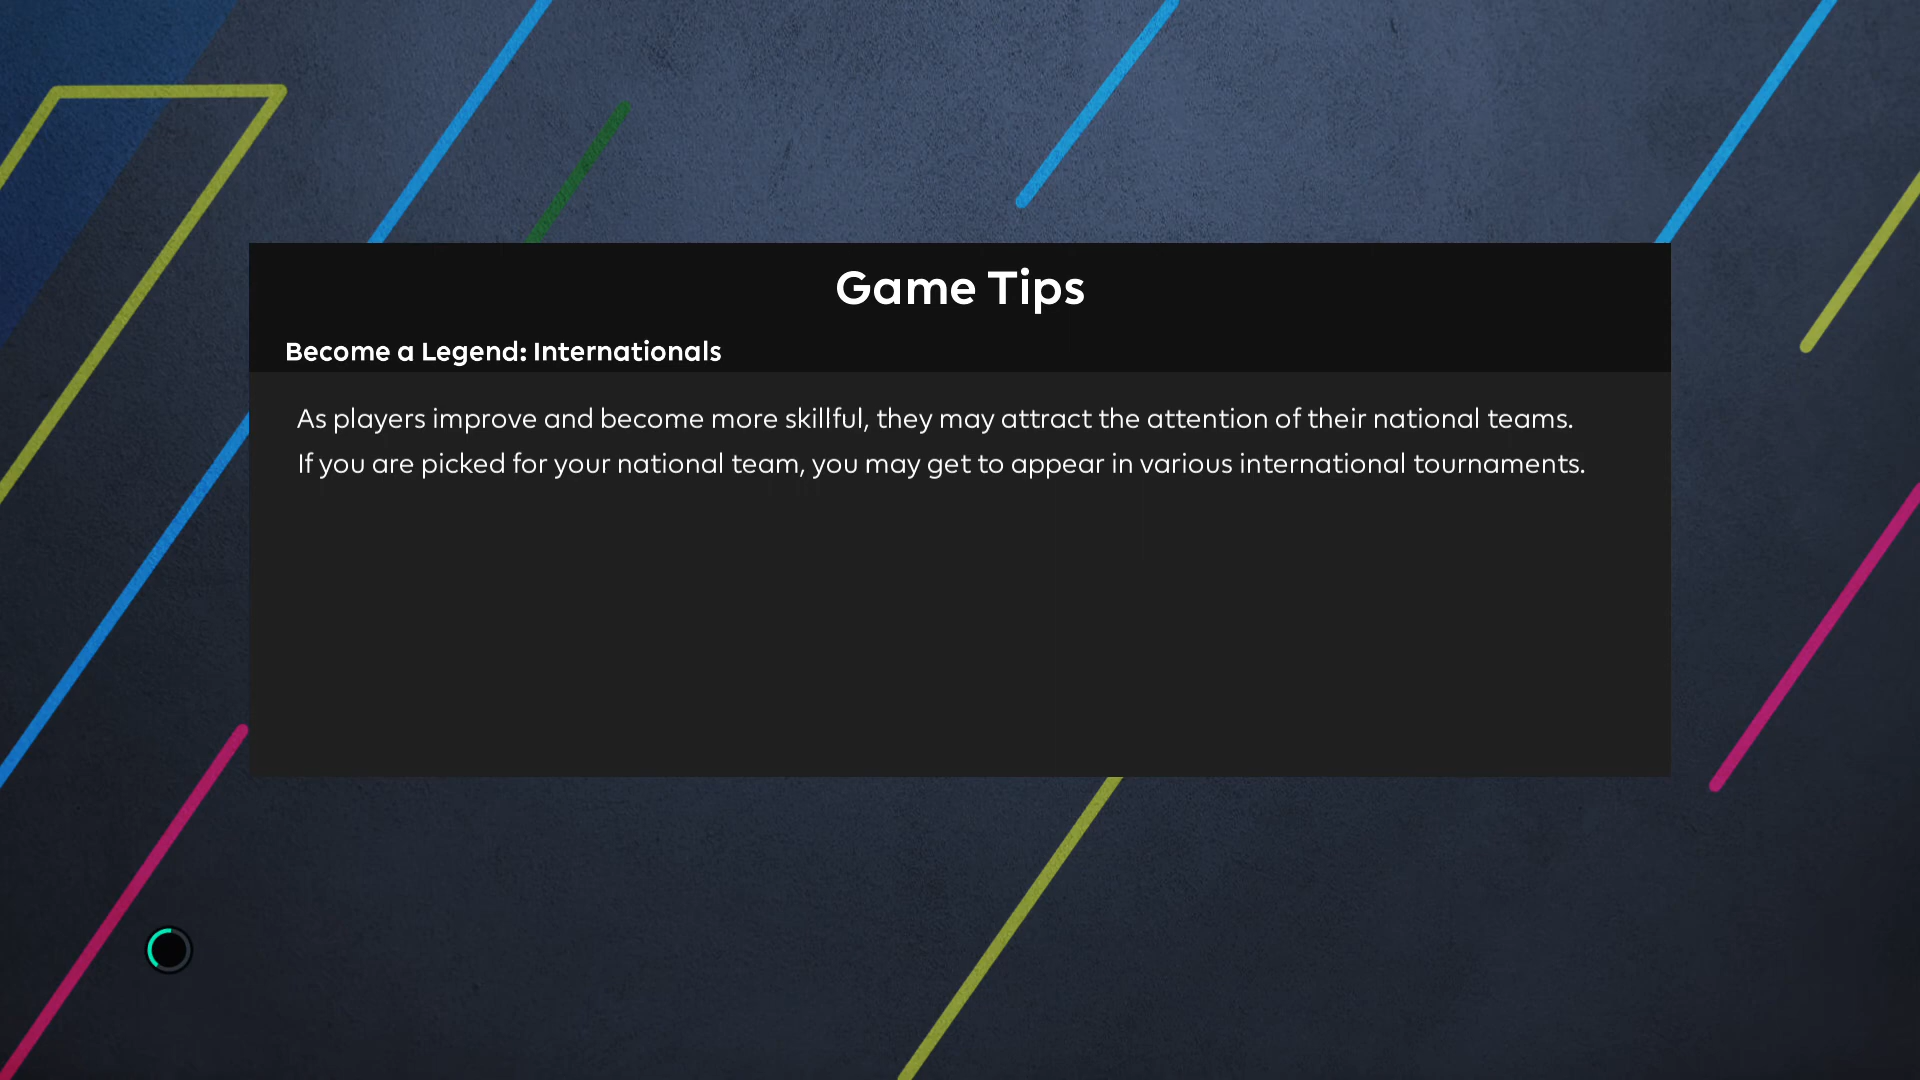 Game Tips
Become a Legend: Internationals
As players improve and become more skillful, they may attract the attention of their national teams.
If you are picked for your national team, you may get to appear in various international tournaments.